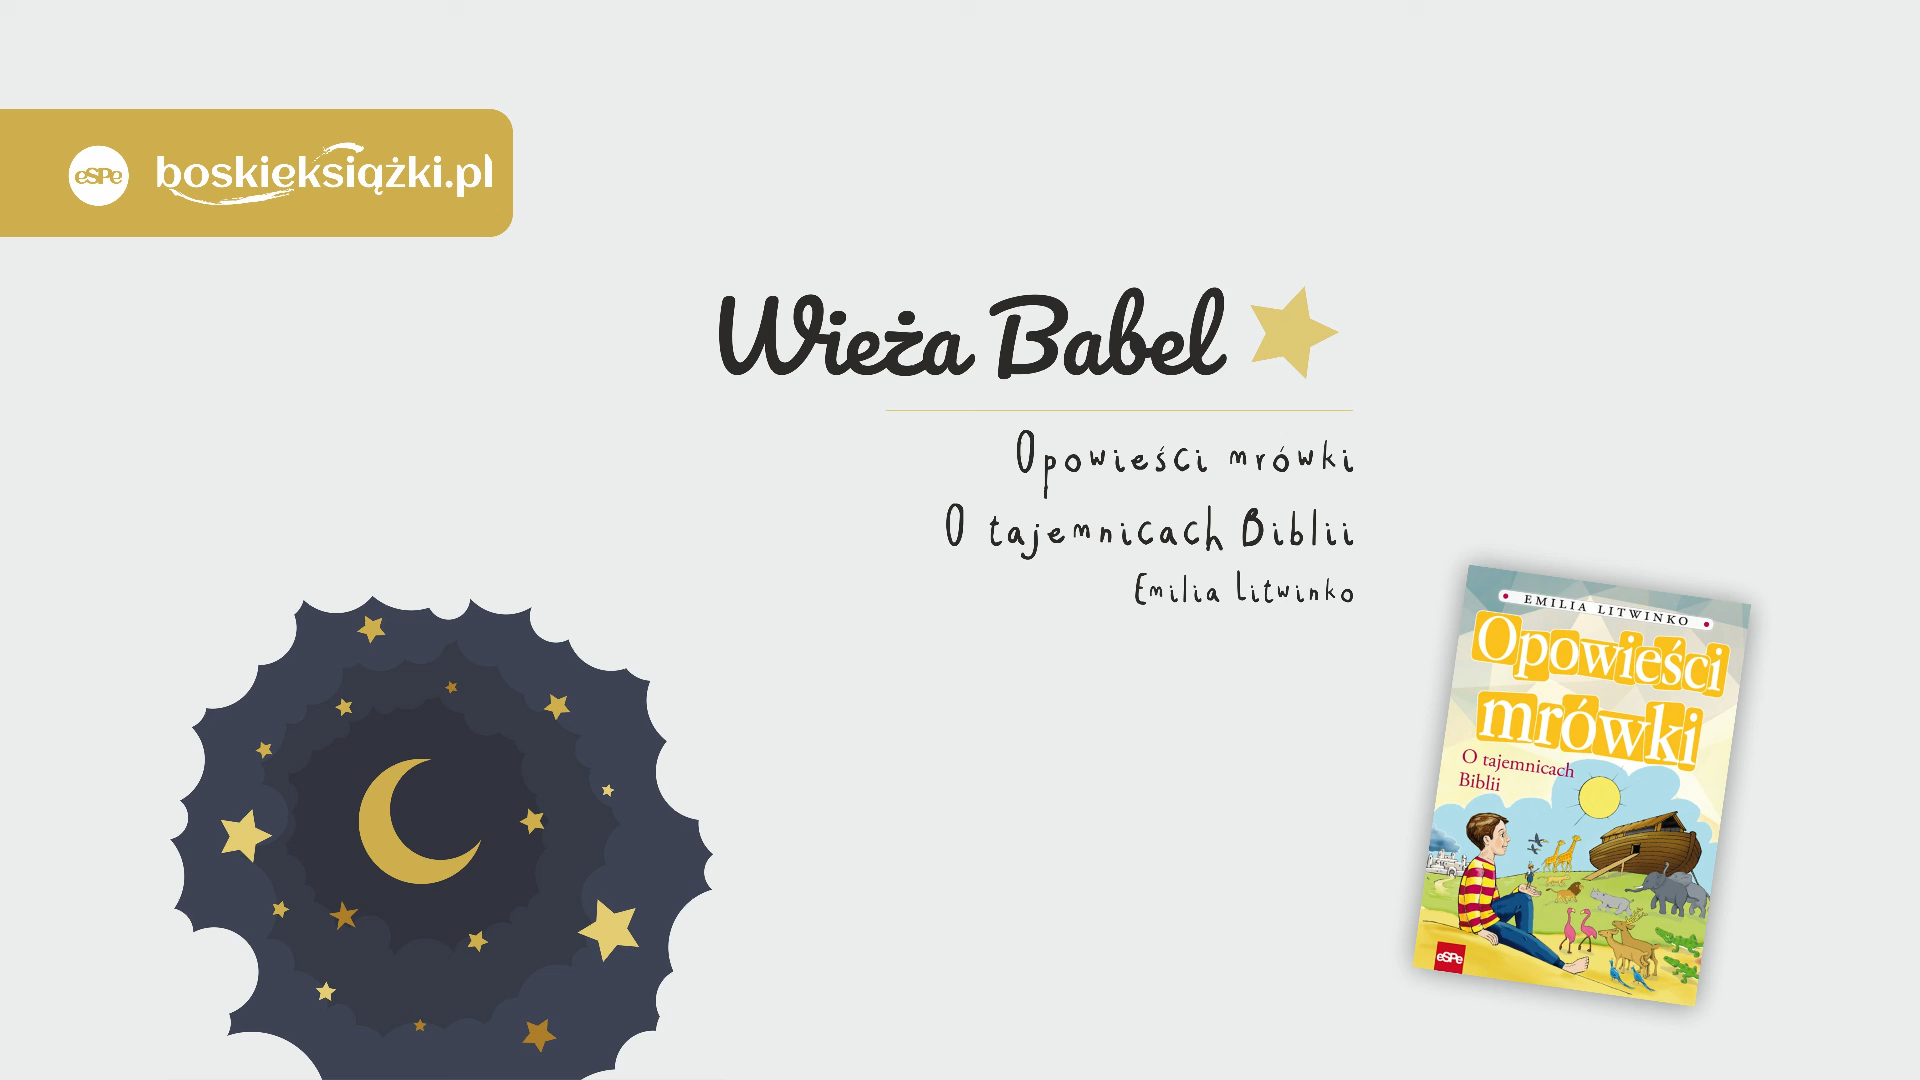 eSPe boskieksiążki.pl
Wieża Babel
Opowieści mrówki
O tajemnicach Biblii
Emilia Litwinko
EMILIA LITWINKO
Opowieści
mrówki
O tajemnicach
Biblii
eSPe